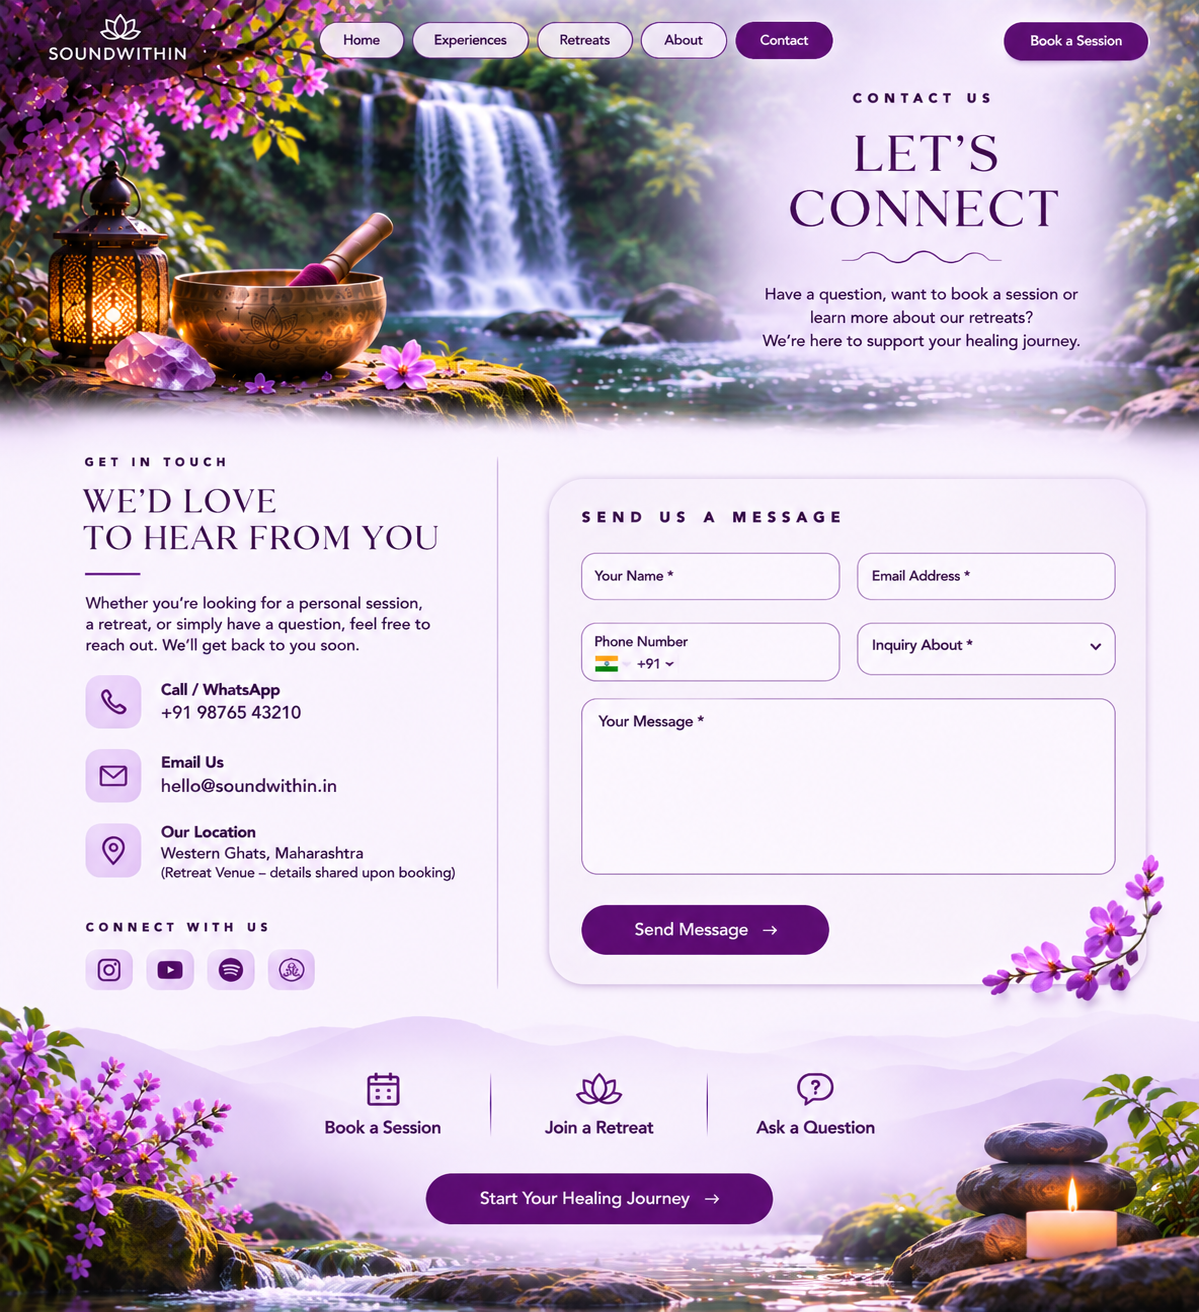 SOUNDWITHIN
Home
Experiences
Retreats
About
Contact
Book a Session
CONTACT US
LET’S
CONNECT
Have a question, want to book a session or
learn more about our retreats?
We’re here to support your healing journey.
GET IN TOUCH
WE’D LOVE
TO HEAR FROM YOU
Whether you’re looking for a personal session,
a retreat, or simply have a question, feel free to
reach out. We’ll get back to you soon.
Call / WhatsApp
+91 98765 43210
Email Us
hello@soundwithin.in
Our Location
Western Ghats, Maharashtra
(Retreat Venue – details shared upon booking)
CONNECT WITH US
SEND US A MESSAGE
Your Name *
Email Address *
Phone Number
+91
Inquiry About *
Your Message *
Send Message →
Book a Session
Join a Retreat
Ask a Question
Start Your Healing Journey →